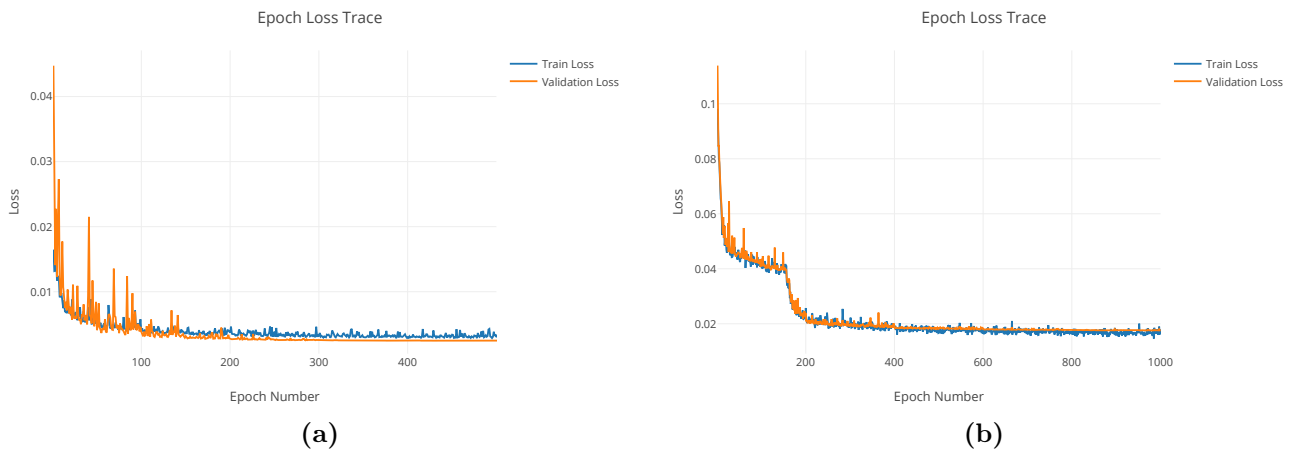 Epoch Loss Trace
Train Loss
Validation Loss
0.04
0.03
0.02
0.01
Loss
100
200
300
400
Epoch Number
(a)
Epoch Loss Trace
Train Loss
Validation Loss
0.1
0.08
0.06
0.04
0.02
Loss
200
400
600
800
1000
Epoch Number
(b)